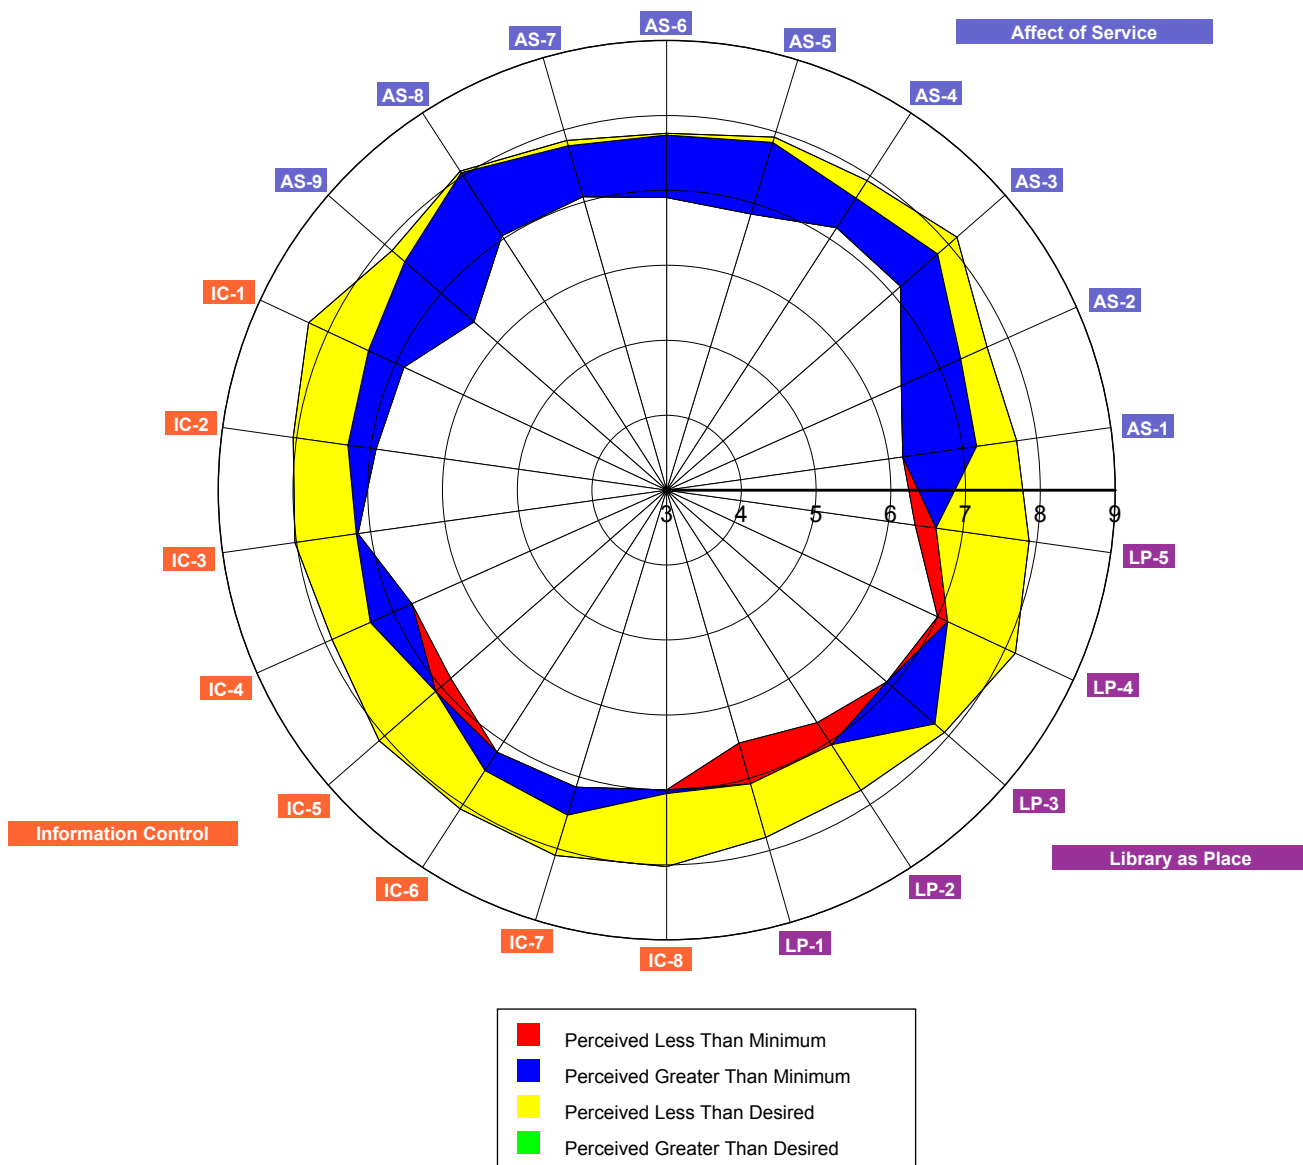 AS-6
AS-7
AS-5
Affect of Service
AS-8
AS-4
AS-9
AS-3
IC-1
AS-2
IC-2
AS-1
3 4 5 6 7 8 9
IC-3
LP-5
IC-4
LP-4
IC-5
LP-3
Information Control
Library as Place
IC-6
LP-2
IC-7
LP-1
IC-8
Perceived Less Than Minimum
Perceived Greater Than Minimum
Perceived Less Than Desired
Perceived Greater Than Desired